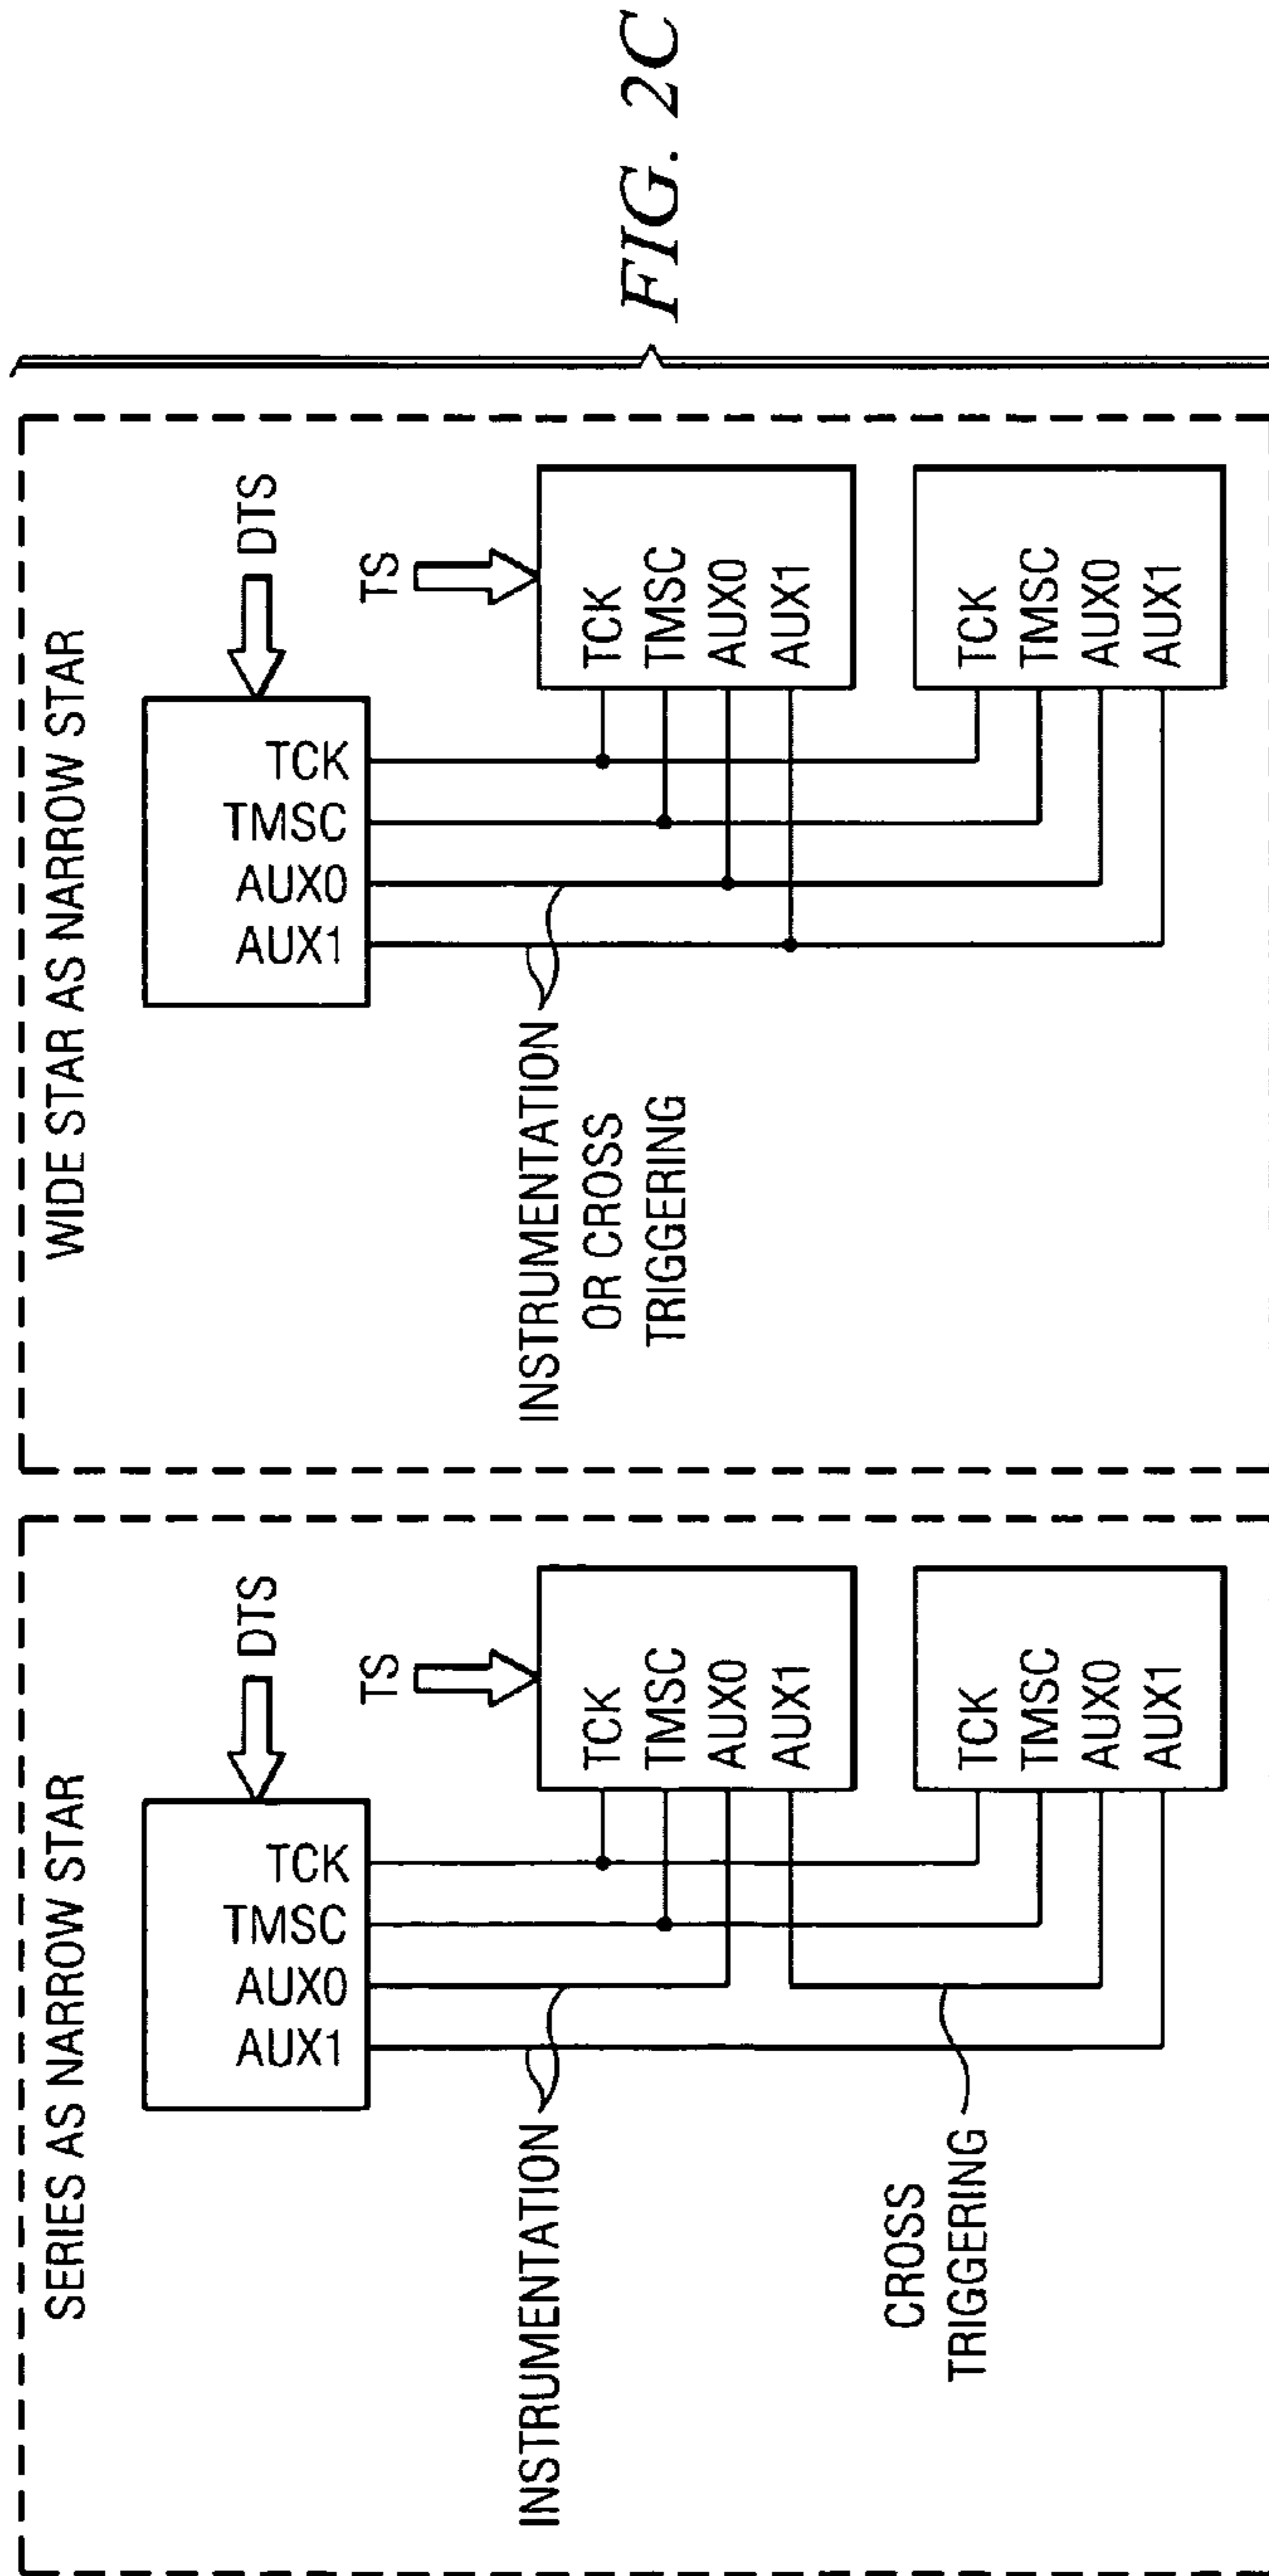 SERIES AS NARROW STAR
DTS
TCK
TMSC
AUX0
AUX1
TS
INSTRUMENTATION
TCK
TMSC
AUX0
AUX1
CROSS
TRIGGERING
TCK
TMSC
AUX0
AUX1
WIDE STAR AS NARROW STAR
DTS
TCK
TMSC
AUX0
AUX1
TS
INSTRUMENTATION
OR CROSS
TRIGGERING
TCK
TMSC
AUX0
AUX1
TCK
TMSC
AUX0
AUX1
FIG. 2C